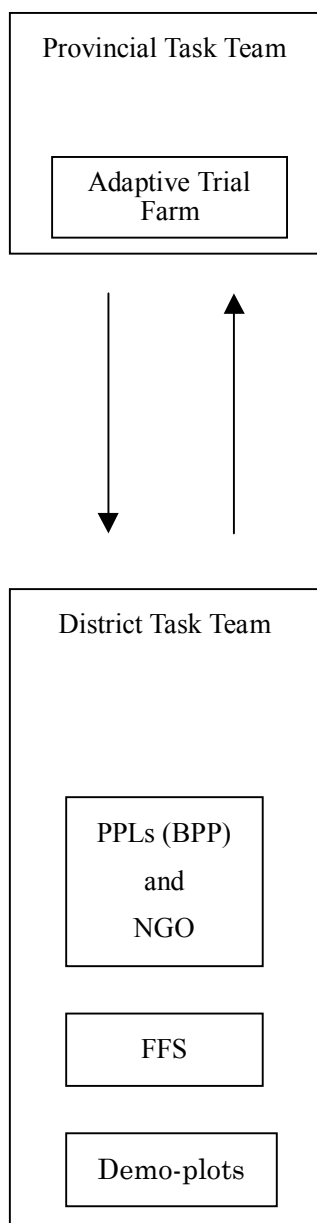 Provincial Task Team
Adaptive Trial
Farm
District Task Team
PPLs (BPP)
and
NGO
FFS
Demo-plots